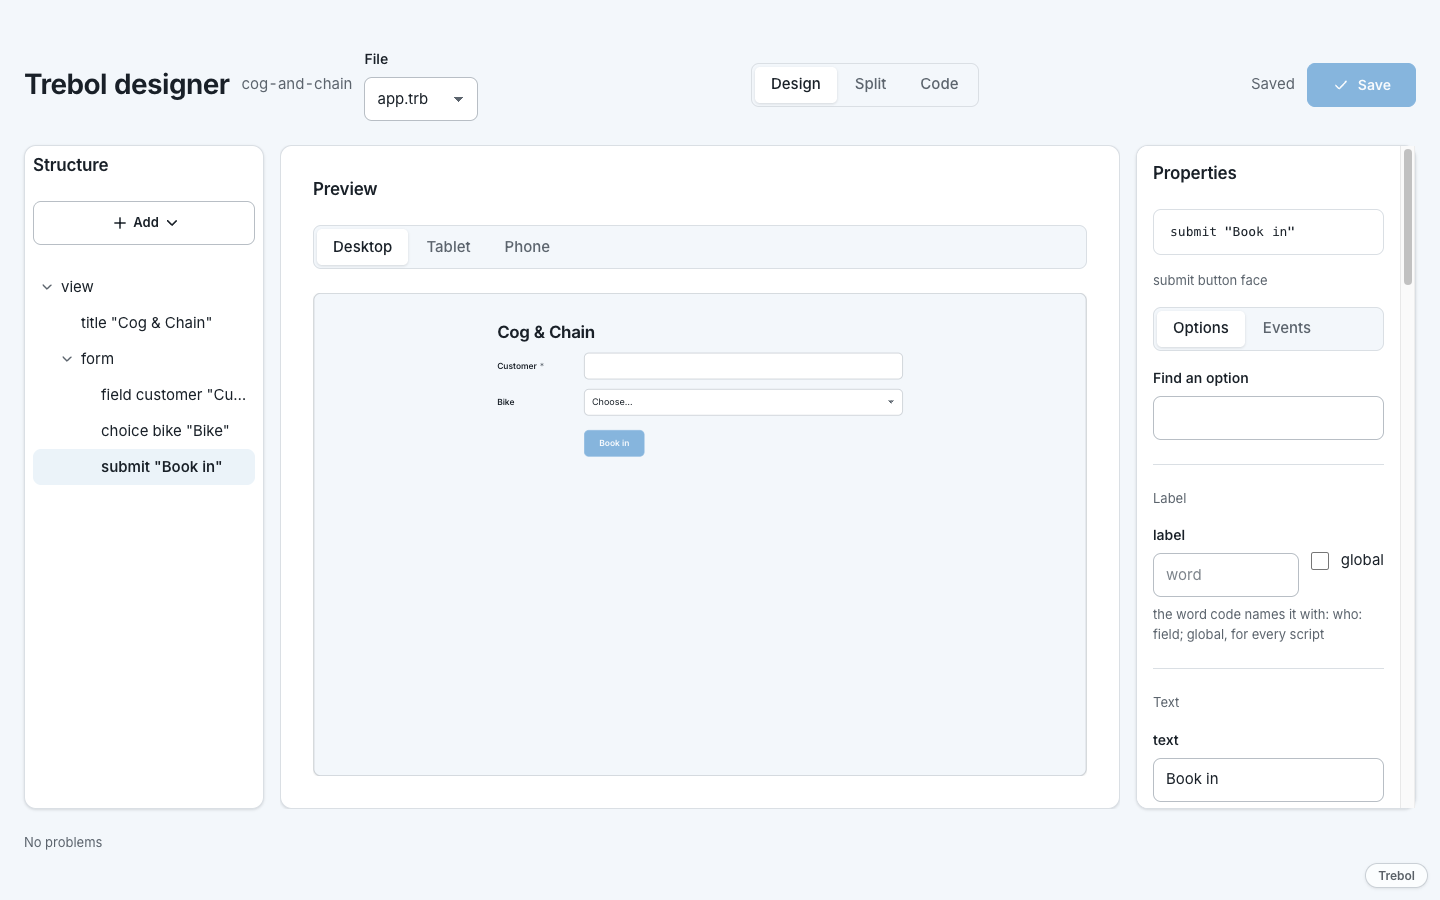 Trebol designer
cog-and-chain
File
app.trb
Design
Split
Code
Saved
Save
Structure
Add
view
title "Cog & Chain"
form
field customer "Cu...
choice bike "Bike"
submit "Book in"
Preview
Desktop
Tablet
Phone
Cog & Chain
Customer *
Bike
Choose...
Book in
Properties
submit "Book in"
submit button face
Options
Events
Find an option
Label
label
word
global
the word code names it with: who:
field; global, for every script
Text
text
Book in
No problems
Trebol